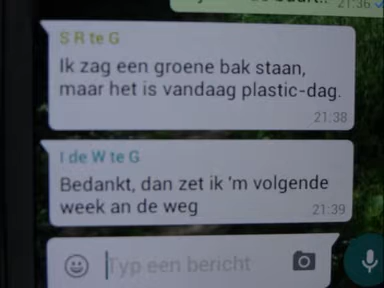 21:36
S R te G
Ik zag een groene bak staan,
maar het is vandaag plastic-dag.
21:38
I de W te G
Bedankt, dan zet ik 'm volgende
week an de weg
21:39
Typ een bericht